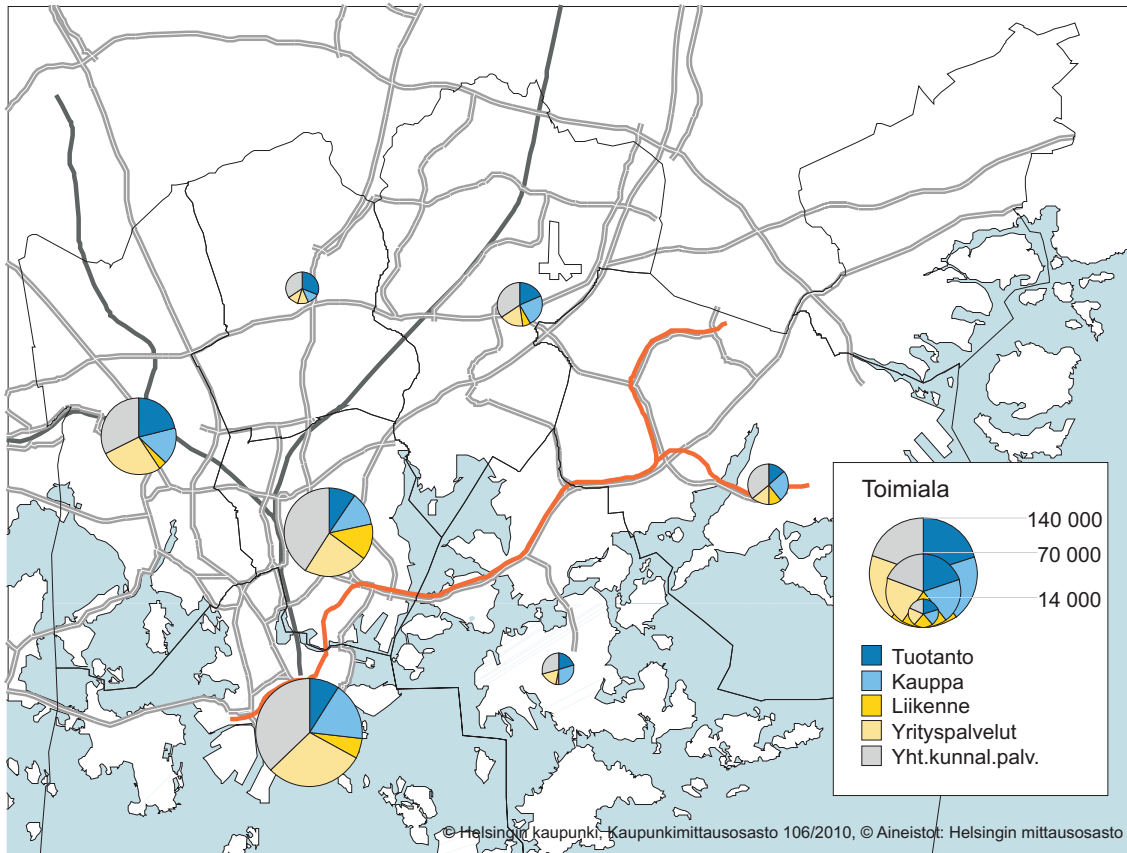 Toimiala
140 000
70 000
14 000
Tuotanto
Kauppa
Liikenne
Yrityspalvelut
Yht.kunnal.palv.
© Helsingin kaupunki, Kaupunkimittausosasto 106/2010, © Aineistot: Helsingin mittausosasto